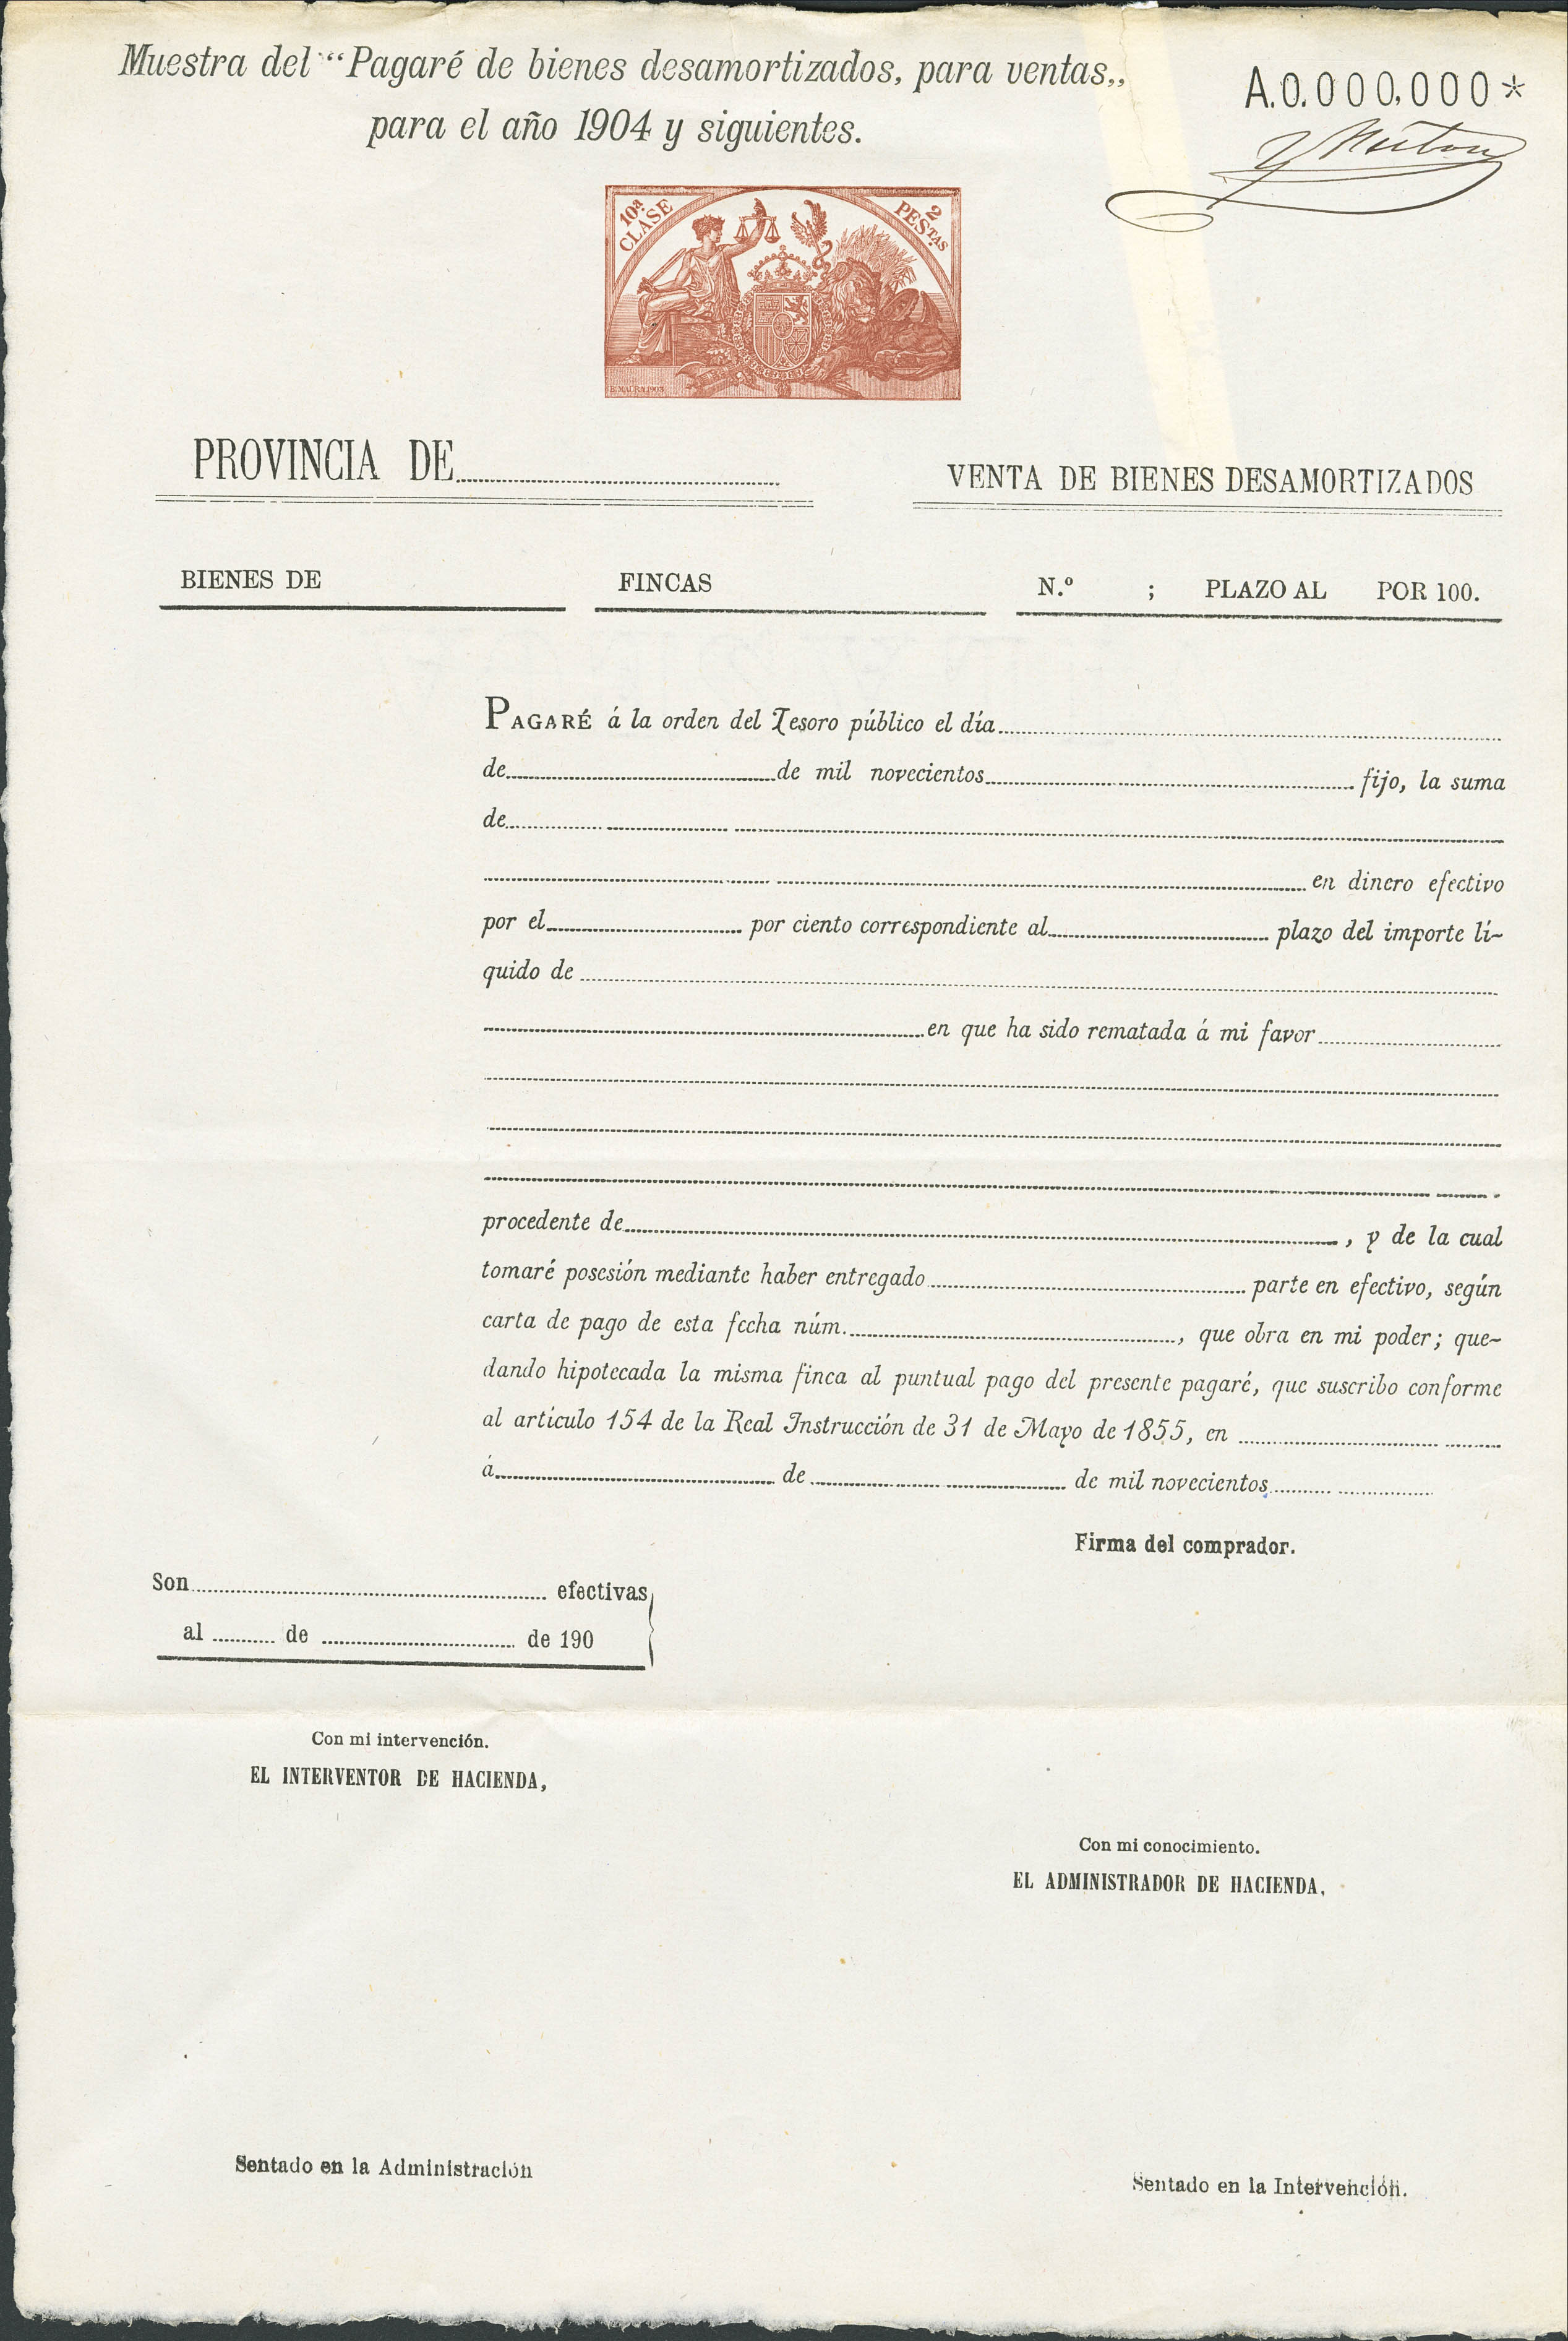 Muestra del “Pagaré de bienes desamortizados, para ventas„
para el año 1904 y siguientes.
A.0.000,000*
10ª CLASE
2 PESTAS
B. MAURA 1903
PROVINCIA DE
VENTA DE BIENES DESAMORTIZADOS
BIENES DE FINCAS N.º ; PLAZO AL POR 100.
PAGARÉ á la orden del Tesoro público el día
de de mil novecientos fijo, la suma
de
en dinero efectivo
por el por ciento correspondiente al plazo del importe lí-
quido de
en que ha sido rematada á mi favor
procedente de , y de la cual
tomaré posesión mediante haber entregado parte en efectivo, según
carta de pago de esta fecha núm. , que obra en mi poder; que-
dando hipotecada la misma finca al puntual pago del presente pagaré, que suscribo conforme
al artículo 154 de la Real Instrucción de 31 de Mayo de 1855, en
á de de mil novecientos
Firma del comprador.
Son efectivas
al de de 190
Con mi intervención.
EL INTERVENTOR DE HACIENDA,
Con mi conocimiento.
EL ADMINISTRADOR DE HACIENDA,
Sentado en la Administración
Sentado en la Intervención.